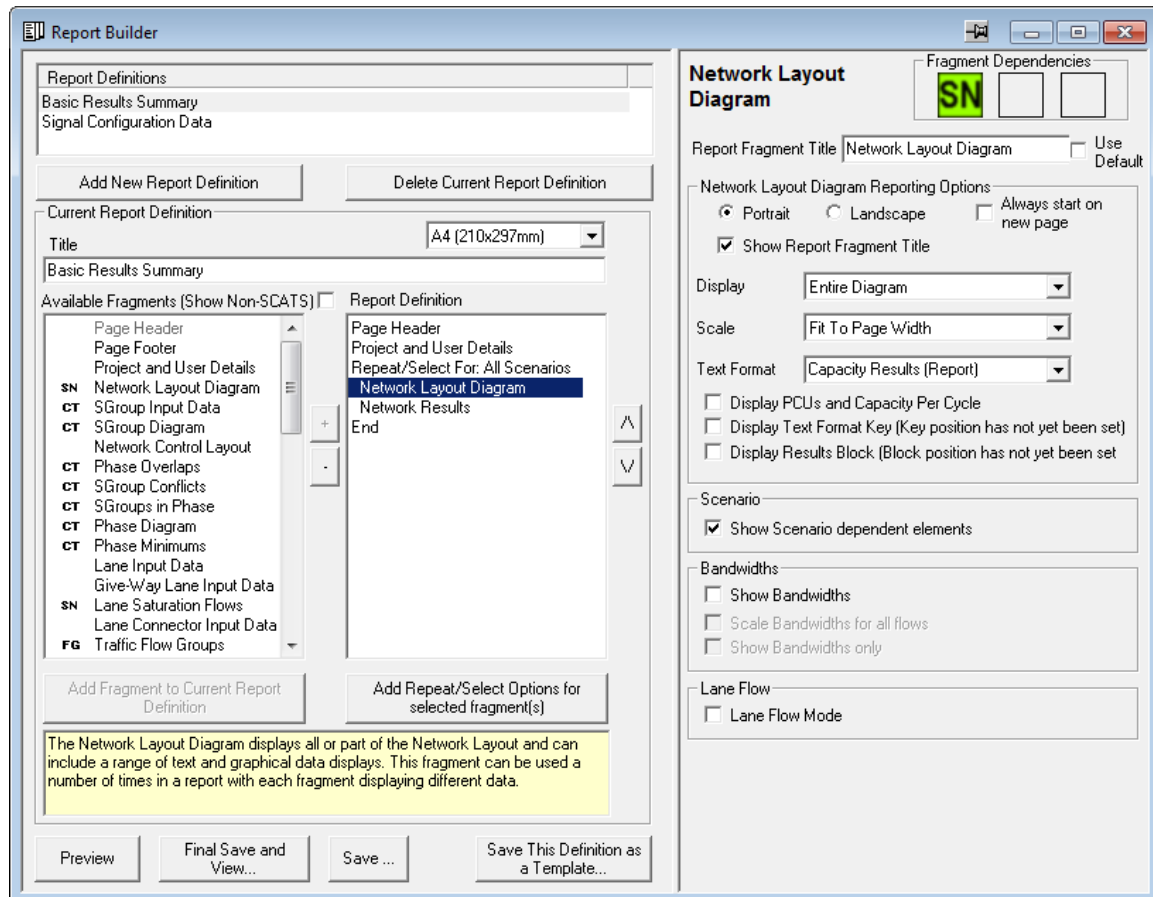 Report Builder
Report Definitions
Basic Results Summary
Signal Configuration Data
Add New Report Definition
Delete Current Report Definition
Current Report Definition
Title
A4 (210x297mm)
Basic Results Summary
Available Fragments (Show Non-SCATS)
Page Header
Page Footer
Project and User Details
SN Network Layout Diagram
CT SGroup Input Data
CT SGroup Diagram
Network Control Layout
CT Phase Overlaps
CT SGroup Conflicts
CT SGroups in Phase
CT Phase Diagram
CT Phase Minimums
Lane Input Data
Give-Way Lane Input Data
SN Lane Saturation Flows
Lane Connector Input Data
FG Traffic Flow Groups
+
-
Report Definition
Page Header
Project and User Details
Repeat/Select For: All Scenarios
Network Layout Diagram
Network Results
End
/\
\/
Add Fragment to Current Report
Definition
Add Repeat/Select Options for
selected fragment(s)
The Network Layout Diagram displays all or part of the Network Layout and can
include a range of text and graphical data displays. This fragment can be used a
number of times in a report with each fragment displaying different data.
Preview
Final Save and
View...
Save ...
Save This Definition as
a Template...
Network Layout
Diagram
Fragment Dependencies
SN
Report Fragment Title
Network Layout Diagram
Use
Default
Network Layout Diagram Reporting Options
Portrait
Landscape
Always start on
new page
Show Report Fragment Title
Display
Entire Diagram
Scale
Fit To Page Width
Text Format
Capacity Results (Report)
Display PCUs and Capacity Per Cycle
Display Text Format Key (Key position has not yet been set)
Display Results Block (Block position has not yet been set
Scenario
Show Scenario dependent elements
Bandwidths
Show Bandwidths
Scale Bandwidths for all flows
Show Bandwidths only
Lane Flow
Lane Flow Mode